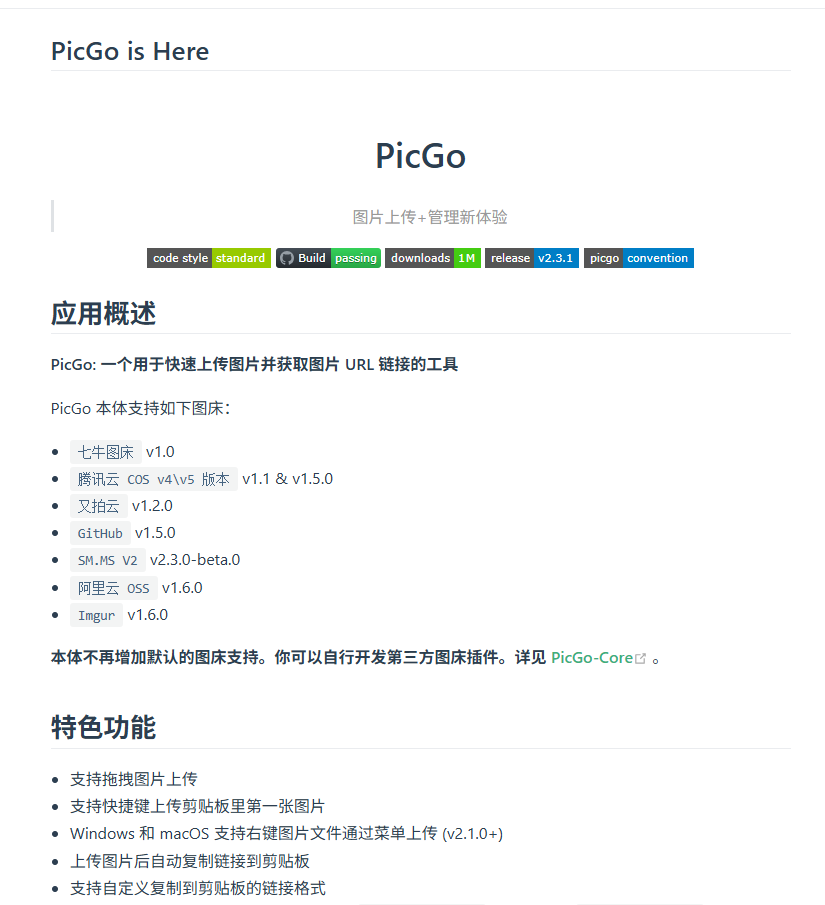 PicGo is Here
PicGo
图片上传+管理新体验
code style standard Build passing downloads 1M release v2.3.1 picgo convention
应用概述
PicGo: 一个用于快速上传图片并获取图片 URL 链接的工具
PicGo 本体支持如下图床：
七牛图床 v1.0
腾讯云 COS v4\v5 版本 v1.1 & v1.5.0
又拍云 v1.2.0
GitHub v1.5.0
SM.MS V2 v2.3.0-beta.0
阿里云 OSS v1.6.0
Imgur v1.6.0
本体不再增加默认的图床支持。你可以自行开发第三方图床插件。详见 PicGo-Core 。
特色功能
支持拖拽图片上传
支持快捷键上传剪贴板里第一张图片
Windows 和 macOS 支持右键图片文件通过菜单上传 (v2.1.0+)
上传图片后自动复制链接到剪贴板
支持自定义复制到剪贴板的链接格式